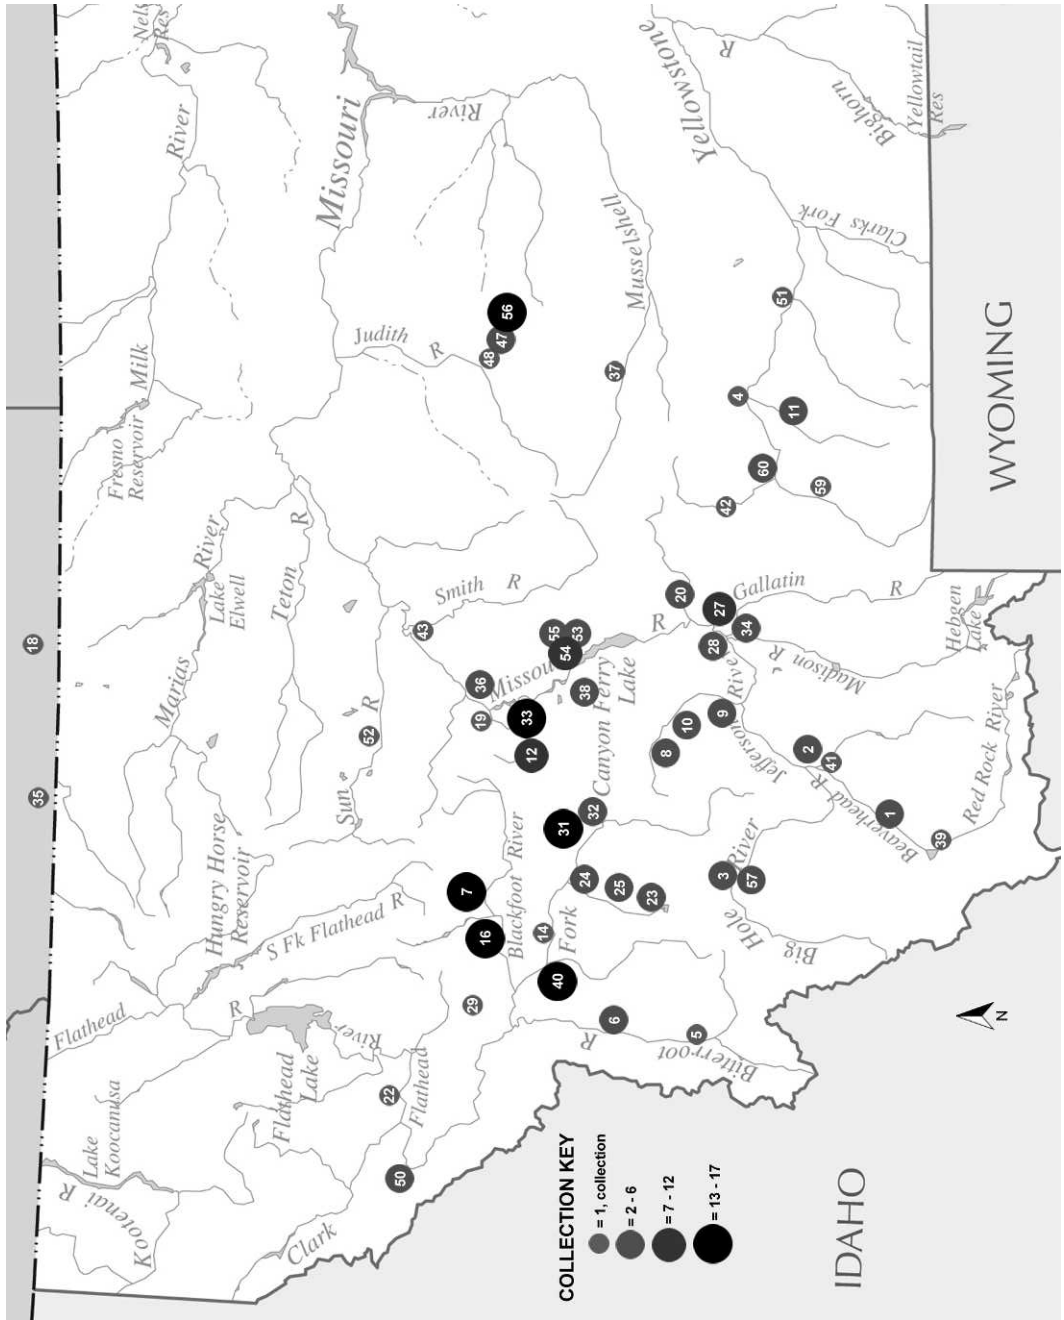 Kootenai R
Lake
Koocanusa
Flathead
R
Flathead
Lake
River
Flathead
Clark
Hungry Horse
Reservoir
S Fk Flathead R
Marias
River
Lake
Elwell
Teton
R
Sun
R
Fresno
Reservoir
Milk
River
Nels
Res
Missouri
River
Judith
R
Smith
R
Musselshell
Yellowstone
R
Bighorn
Yellowtail
Res
Clarks Fork
Missou
Canyon Ferry
Lake
R
Blackfoot River
Fork
R
Bitterroot
Big
Hole
River
Jefferson
River
Beaverhead R
Red Rock River
Madison R
Gallatin
R
Hebgen
Lake
WYOMING
IDAHO
N
18
35
52
43
36
19
33
12
55
53
54
38
31
32
24
25
23
7
16
14
40
29
6
5
22
50
56
47
48
37
51
4
11
60
59
42
20
27
34
28
9
10
8
2
41
1
39
3
57
COLLECTION KEY
= 1, collection
= 2 - 6
= 7 - 12
= 13 - 17